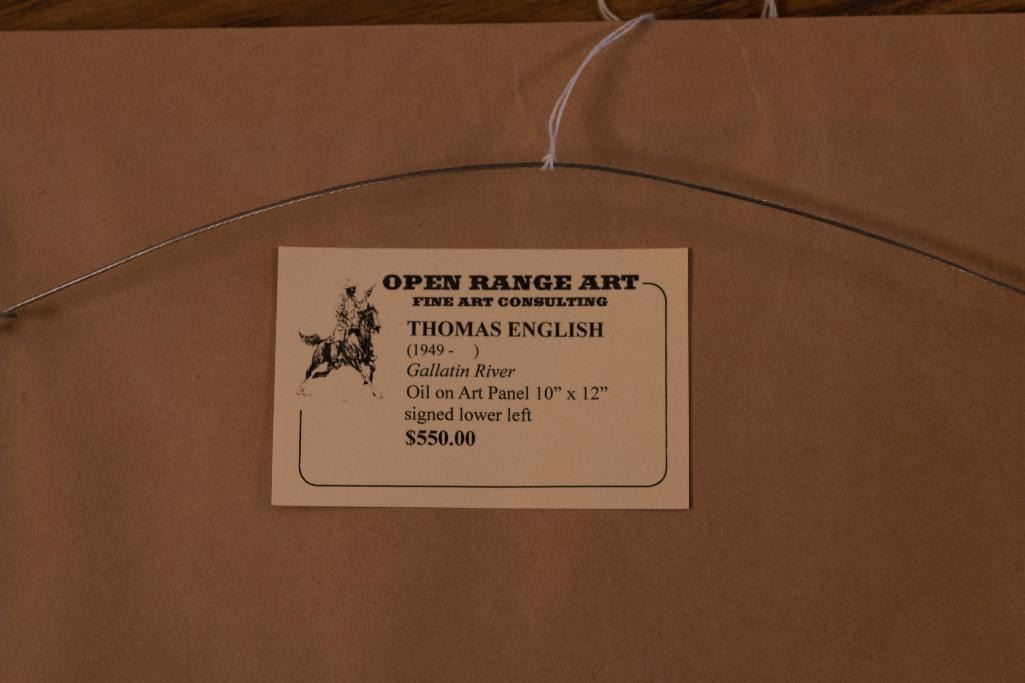 OPEN RANGE ART
FINE ART CONSULTING
THOMAS ENGLISH
(1949 -    )
Gallatin River
Oil on Art Panel 10” x 12”
signed lower left
$550.00